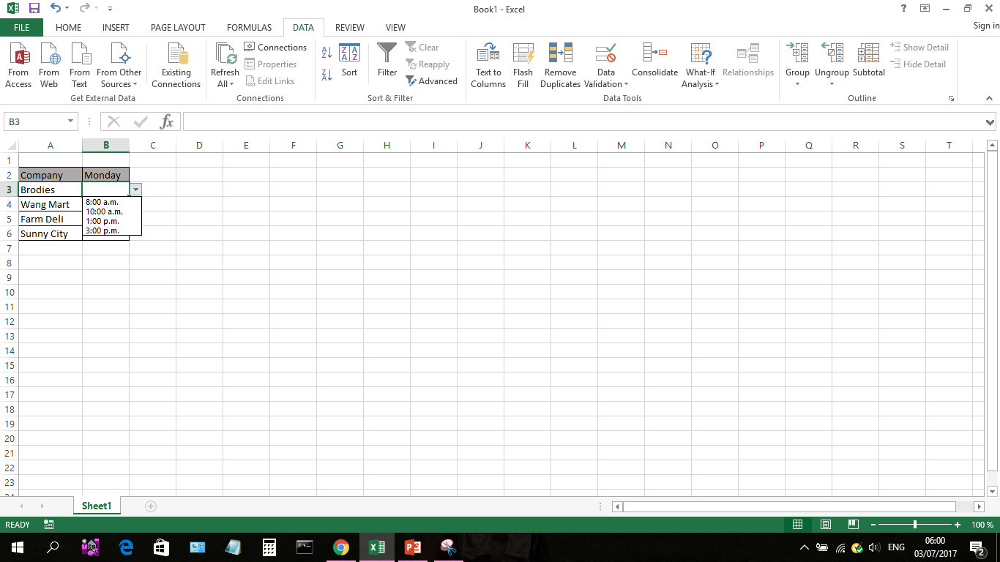 Book1 - Excel
?
FILE HOME INSERT PAGE LAYOUT FORMULAS DATA REVIEW VIEW Sign in
From Access
From Web
From Text
From Other Sources
Get External Data
Existing Connections
Refresh All
Connections
Properties
Edit Links
Connections
Sort
Filter
Clear
Reapply
Advanced
Sort & Filter
Text to Columns
Flash Fill
Remove Duplicates
Data Validation
Consolidate
What-If Analysis
Relationships
Data Tools
Group
Ungroup
Subtotal
Show Detail
Hide Detail
Outline
B3 fx
A B C D E F G H I J K L M N O P Q R S T
1
2 Company Monday
3 Brodies
4 Wang Mart
5 Farm Deli
6 Sunny City
8:00 a.m.
10:00 a.m.
1:00 p.m.
3:00 p.m.
7
8
9
10
11
12
13
14
15
16
17
18
19
20
21
22
23
Sheet1
READY 100 %
ENG
06:00
03/07/2017
2